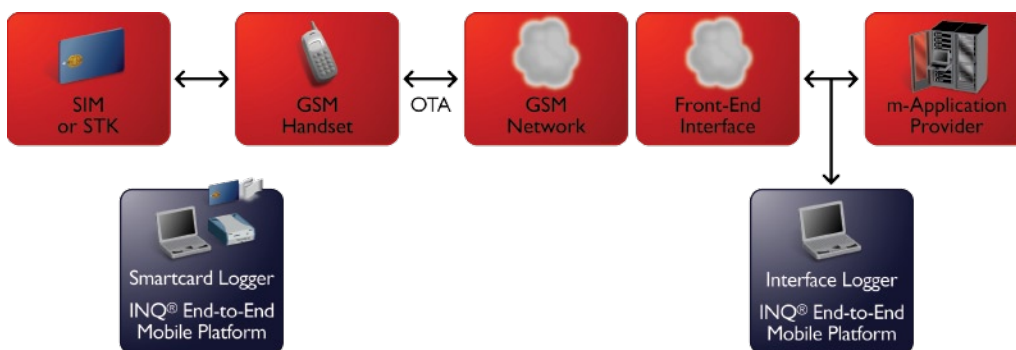 SIM
or STK
GSM
Handset
OTA
GSM
Network
Front-End
Interface
m-Application
Provider
Smartcard Logger
INQ® End-to-End
Mobile Platform
Interface Logger
INQ® End-to-End
Mobile Platform